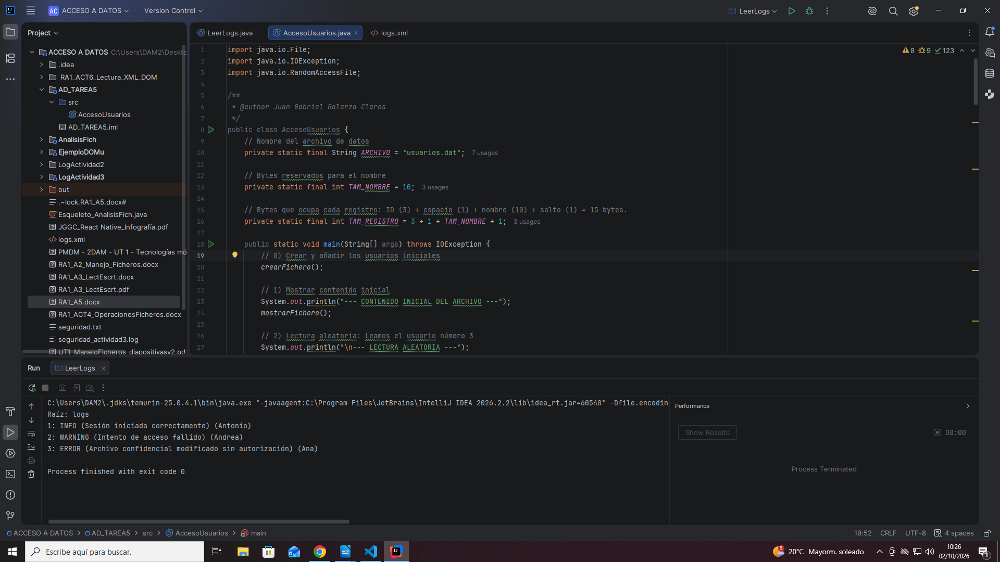 AC ACCESO A DATOS Version Control LeerLogs
Project
ACCESO A DATOS C:\Users\DAM2\Deskto
.idea
RA1_ACT6_Lectura_XML_DOM
AD_TAREA5
src
AccesoUsuarios
AD_TAREA5.iml
AnalisisFich
EjemploDOMu
LogActividad2
LogActividad3
out
.~lock.RA1_A5.docx#
Esqueleto_AnalisisFich.java
JGGC_React Native_Infografía.pdf
logs.xml
PMDM - 2DAM - UT 1 - Tecnologías mó
RA1_A2_Manejo_Ficheros.docx
RA1_A3_LectEscrt.docx
RA1_A3_LectEscrt.pdf
RA1_A5.docx
RA1_ACT4_OperacionesFicheros.docx
seguridad.txt
seguridad_actividad3.log
UT1_ManejoFicheros_diapositivasv2.pdf
LeerLogs.java AccesoUsuarios.java logs.xml
8 9 123
1 import java.io.File;
2 import java.io.IOException;
3 import java.io.RandomAccessFile;
4
5 /**
6 * @author Juan Gabriel Galarza Claros
7 */
8 public class AccesoUsuarios {
9 // Nombre del archivo de datos
10 private static final String ARCHIVO = "usuarios.dat"; 7 usages
11
12 // Bytes reservados para el nombre
13 private static final int TAM_NOMBRE = 10; 3 usages
14
15 // Bytes que ocupa cada registro: ID (3) + espacio (1) + nombre (10) + salto (1) = 15 bytes.
16 private static final int TAM_REGISTRO = 3 + 1 + TAM_NOMBRE + 1; 3 usages
17
18 public static void main(String[] args) throws IOException {
19 // 0) Crear y añadir los usuarios iniciales
20 crearFichero();
21
22 // 1) Mostrar contenido inicial
23 System.out.println("--- CONTENIDO INICIAL DEL ARCHIVO ---");
24 mostrarFichero();
25
26 // 2) Lectura aleatoria: Leamos el usuario número 3
27 System.out.println("\n--- LECTURA ALEATORIA ---");
Run LeerLogs
C:\Users\DAM2\.jdks\temurin-25.0.4.1\bin\java.exe "-javaagent:C:\Program Files\JetBrains\IntelliJ IDEA 2026.2.2\lib\idea_rt.jar=60540" -Dfile.encoding
Raíz: logs
1: INFO (Sesión iniciada correctamente) (Antonio)
2: WARNING (Intento de acceso fallido) (Andrea)
3: ERROR (Archivo confidencial modificado sin autorización) (Ana)
Process finished with exit code 0
Performance
Show Results 00:00
Process Terminated
ACCESO A DATOS > AD_TAREA5 > src > AccesoUsuarios > main
19:52 CRLF UTF-8 4 spaces
Escribe aquí para buscar.
5 20°C Mayorm. soleado
10:26
02/10/2026
1